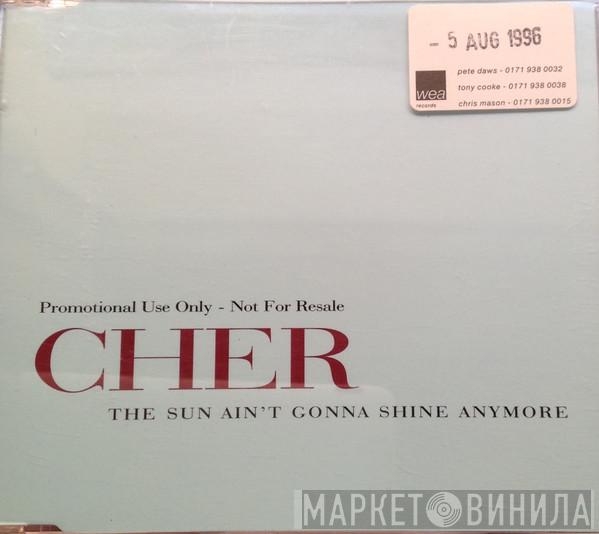 - 5 AUG 1996
pete daws - 0171 938 0032
tony cooke - 0171 938 0038
chris mason - 0171 938 0015
wea
records
Promotional Use Only - Not For Resale
CHER
THE SUN AIN'T GONNA SHINE ANYMORE
МАРКЕТ ВИНИЛА